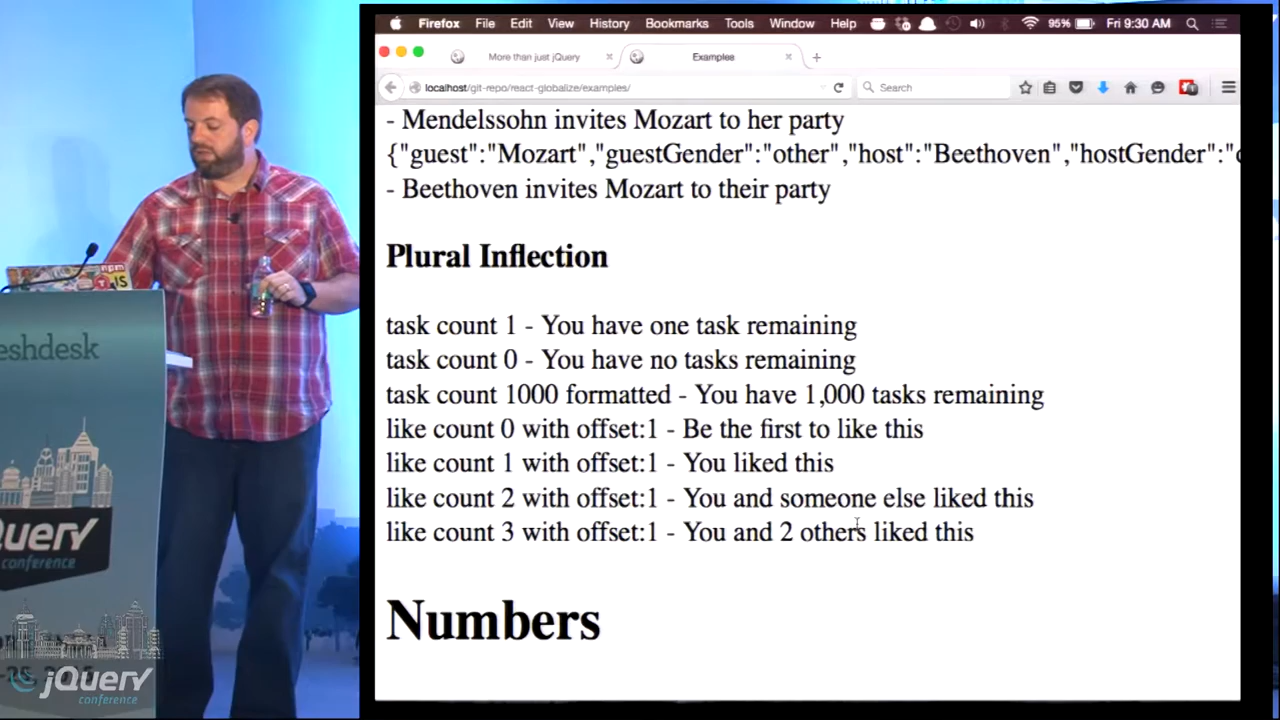 Firefox File Edit View History Bookmarks Tools Window Help 95% Fri 9:30 AM
More than just jQuery Examples
localhost/git-repo/react-globalize/examples/ Search
- Mendelssohn invites Mozart to her party
{"guest":"Mozart","guestGender":"other","host":"Beethoven","hostGender":"
- Beethoven invites Mozart to their party
Plural Inflection
task count 1 - You have one task remaining
task count 0 - You have no tasks remaining
task count 1000 formatted - You have 1,000 tasks remaining
like count 0 with offset:1 - Be the first to like this
like count 1 with offset:1 - You liked this
like count 2 with offset:1 - You and someone else liked this
like count 3 with offset:1 - You and 2 others liked this
Numbers
npm
JS
eshdesk
uery
conference
jQuery
conference